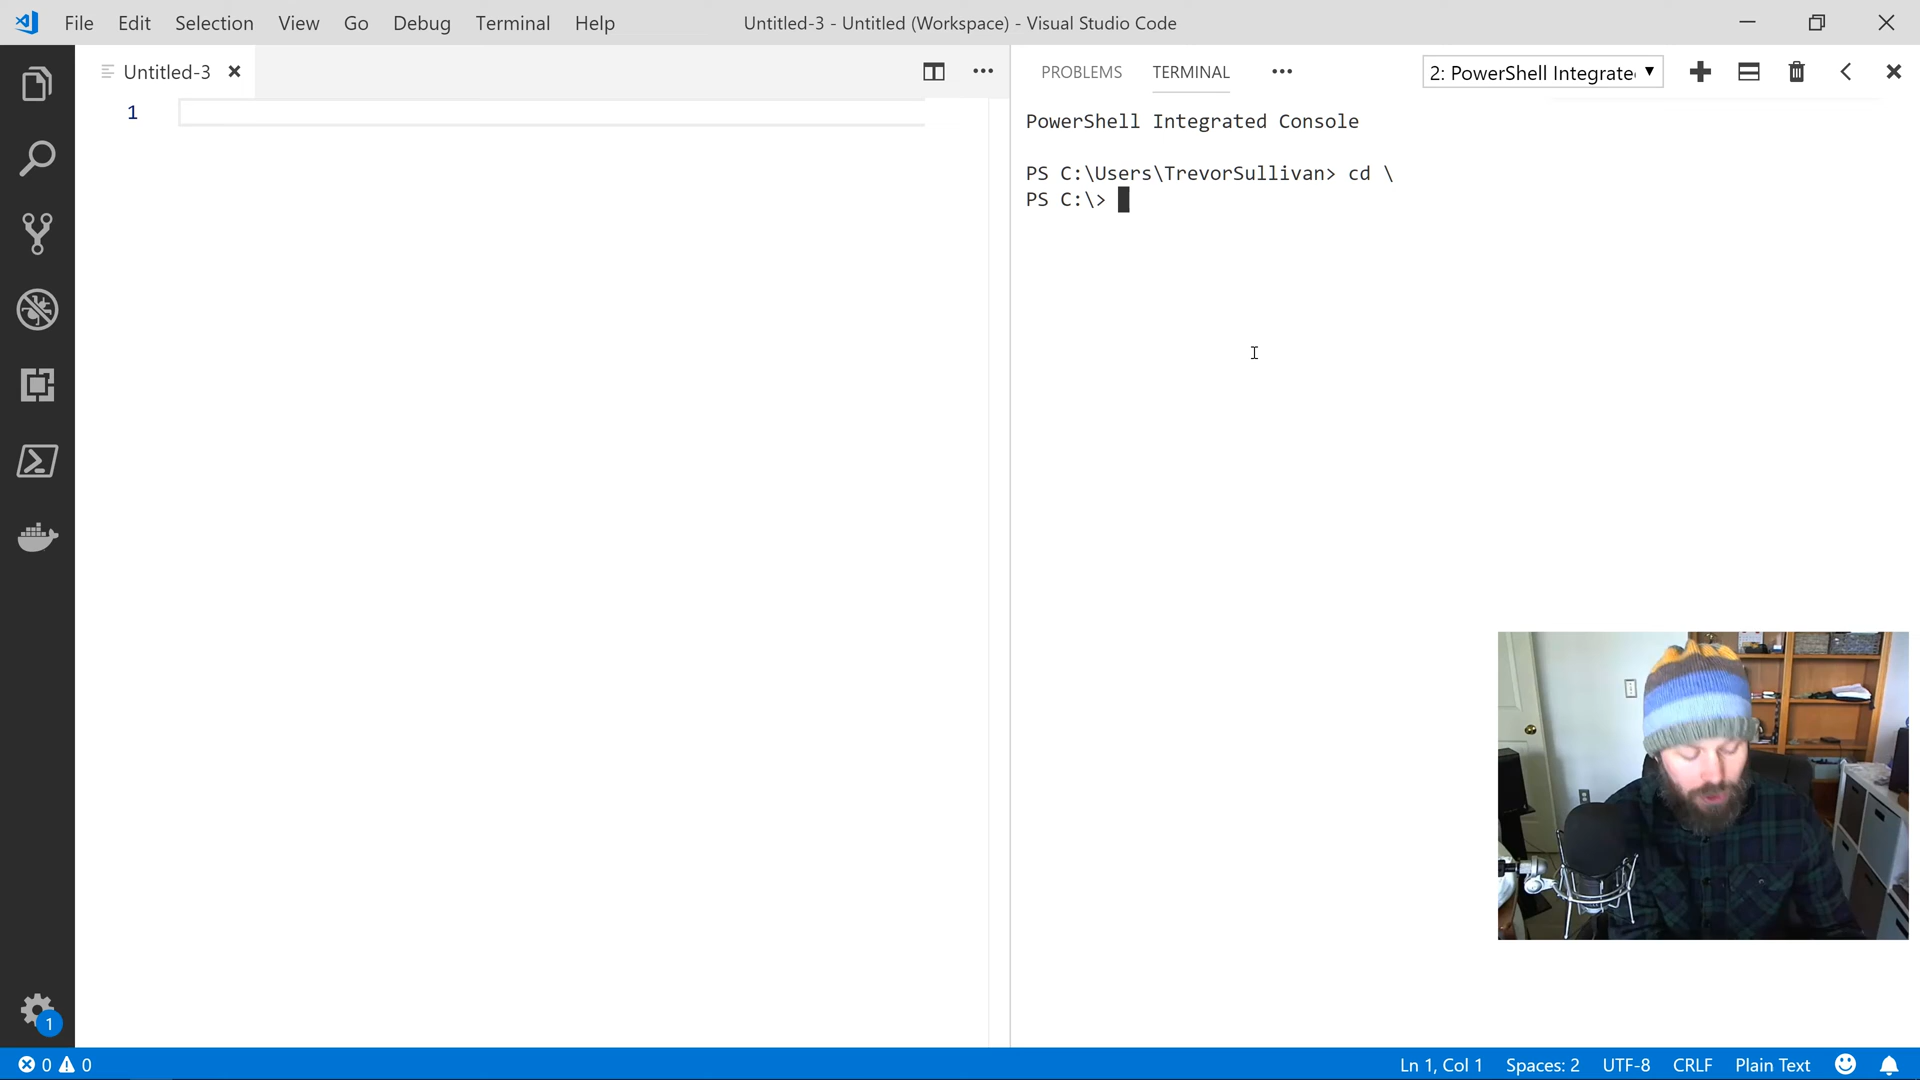 File Edit Selection View Go Debug Terminal Help
Untitled-3 - Untitled (Workspace) - Visual Studio Code
Untitled-3
PROBLEMS TERMINAL
2: PowerShell Integrate
1
PowerShell Integrated Console
PS C:\Users\TrevorSullivan> cd \
PS C:\>
1
0 0
Ln 1, Col 1 Spaces: 2 UTF-8 CRLF Plain Text